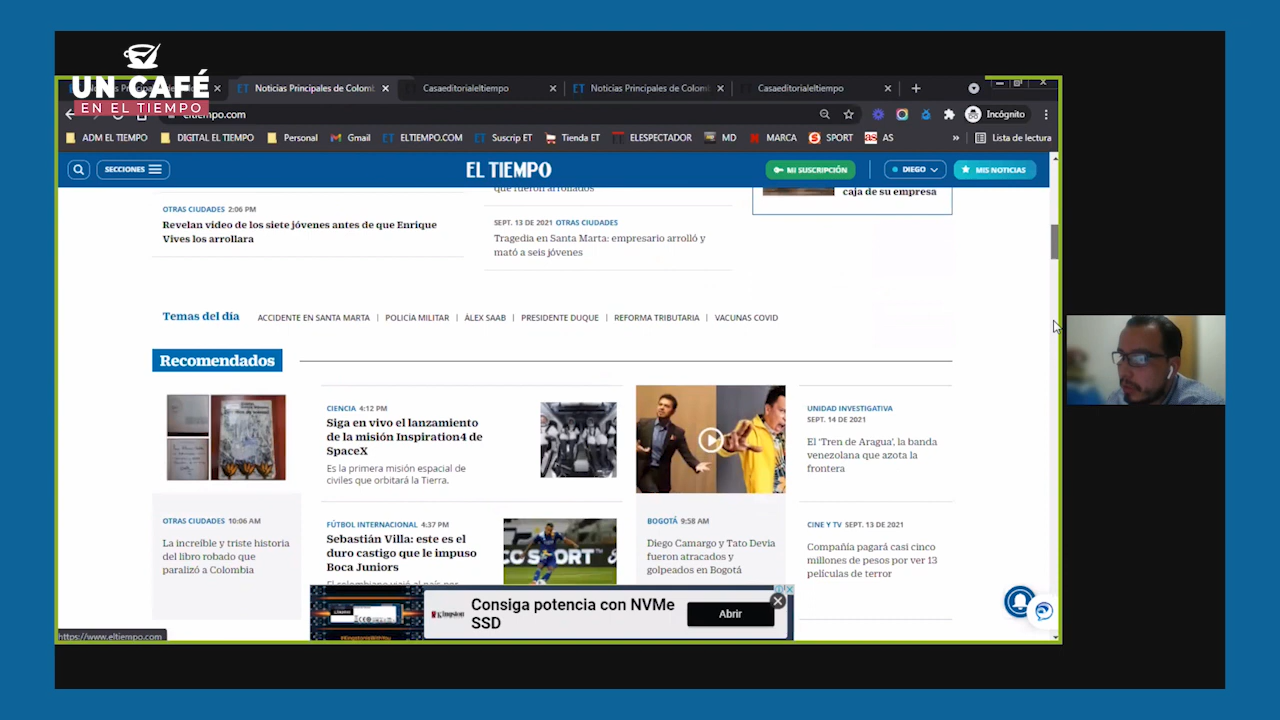 UN CAFÉ
EN EL TIEMPO
Noticias Principales de Colomb
Casaeditorialeltiempo
Noticias Principales de Colom
Casaeditorialeltiempo
eltiempo.com
Incógnito
ADM EL TIEMPO
DIGITAL EL TIEMPO
Personal
Gmail
ELTIEMPO.COM
Suscrip ET
Tienda ET
ELESPECTADOR
MD
MARCA
SPORT
AS
Lista de lectura
SECCIONES
EL TIEMPO
MI SUSCRIPCIÓN
DIEGO
MIS NOTICIAS
que fueron arrollados
caja de su empresa
OTRAS CIUDADES 2:06 PM
Revelan video de los siete jóvenes antes de que Enrique
Vives los arrollara
SEPT. 13 DE 2021 OTRAS CIUDADES
Tragedia en Santa Marta: empresario arrolló y
mató a seis jóvenes
Temas del día
ACCIDENTE EN SANTA MARTA | POLICÍA MILITAR | ÁLEX SAAB | PRESIDENTE DUQUE | REFORMA TRIBUTARIA | VACUNAS COVID
Recomendados
OTRAS CIUDADES 10:06 AM
La increíble y triste historia
del libro robado que
paralizó a Colombia
CIENCIA 4:12 PM
Siga en vivo el lanzamiento
de la misión Inspiration4 de
SpaceX
Es la primera misión espacial de
civiles que orbitará la Tierra.
FÚTBOL INTERNACIONAL 4:37 PM
Sebastián Villa: este es el
duro castigo que le impuso
Boca Juniors
El colombiano viajó al país por
CC SPORT
BOGOTÁ 9:58 AM
Diego Camargo y Tato Devia
fueron atracados y
golpeados en Bogotá
UNIDAD INVESTIGATIVA
SEPT. 14 DE 2021
El 'Tren de Aragua', la banda
venezolana que azota la
frontera
CINE Y TV SEPT. 13 DE 2021
Compañía pagará casi cinco
millones de pesos por ver 13
películas de terror
Kingston
Consiga potencia con NVMe
SSD
Abrir
https://www.eltiempo.com